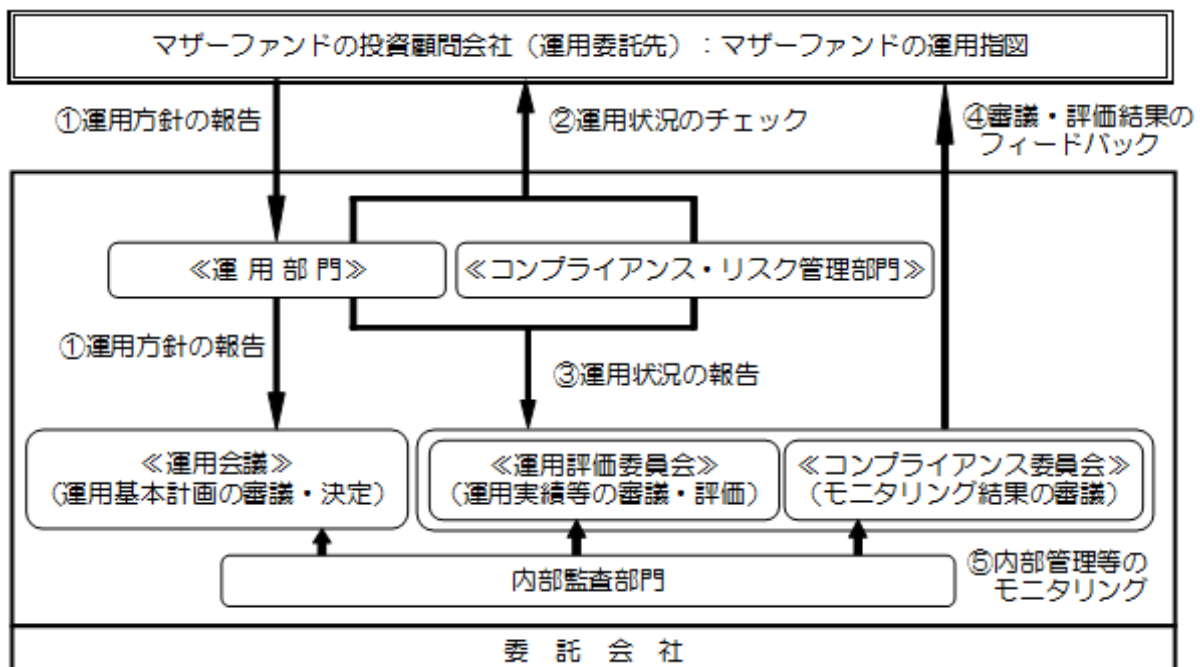 マザーファンドの投資顧問会社（運用委託先）：マザーファンドの運用指図
①運用方針の報告
②運用状況のチェック
④審議・評価結果の
フィードバック
≪運 用 部 門≫
≪コンプライアンス・リスク管理部門≫
①運用方針の報告
③運用状況の報告
≪運用会議≫
（運用基本計画の審議・決定）
≪運用評価委員会≫
（運用実績等の審議・評価）
≪コンプライアンス委員会≫
（モニタリング結果の審議）
内部監査部門
⑤内部管理等の
モニタリング
委 託 会 社